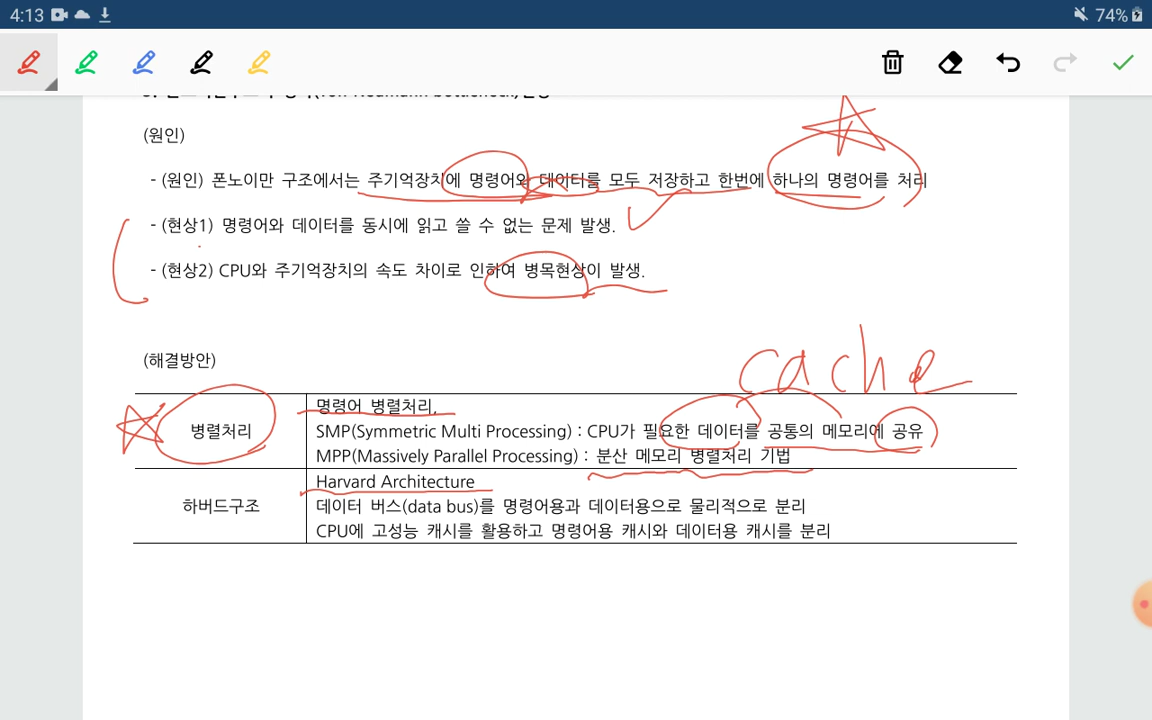 4:13
74%
(원인)
- (원인) 폰노이만 구조에서는 주기억장치에 명령어와 데이터를 모두 저장하고 한번에 하나의 명령어를 처리
- (현상1) 명령어와 데이터를 동시에 읽고 쓸 수 없는 문제 발생.
- (현상2) CPU와 주기억장치의 속도 차이로 인하여 병목현상이 발생.
(해결방안)
cache
병렬처리
명령어 병렬처리,
SMP(Symmetric Multi Processing) : CPU가 필요한 데이터를 공통의 메모리에 공유
MPP(Massively Parallel Processing) : 분산 메모리 병렬처리 기법
하버드구조
Harvard Architecture
데이터 버스(data bus)를 명령어용과 데이터용으로 물리적으로 분리
CPU에 고성능 캐시를 활용하고 명령어용 캐시와 데이터용 캐시를 분리